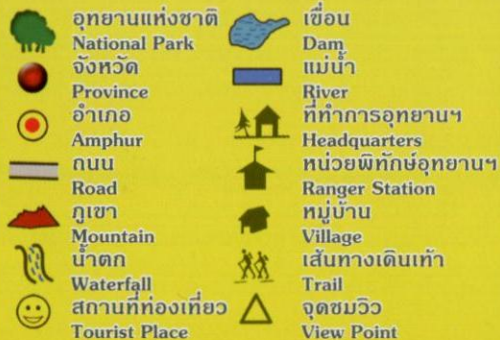 อุทยานแห่งชาติ
National Park
จังหวัด
Province
อำเภอ
Amphur
ถนน
Road
ภูเขา
Mountain
น้ำตก
Waterfall
สถานที่ท่องเที่ยว
Tourist Place
เขื่อน
Dam
แม่น้ำ
River
ที่ทำการอุทยานฯ
Headquarters
หน่วยพิทักษ์อุทยานฯ
Ranger Station
หมู่บ้าน
Village
เส้นทางเดินเท้า
Trail
จุดชมวิว
View Point